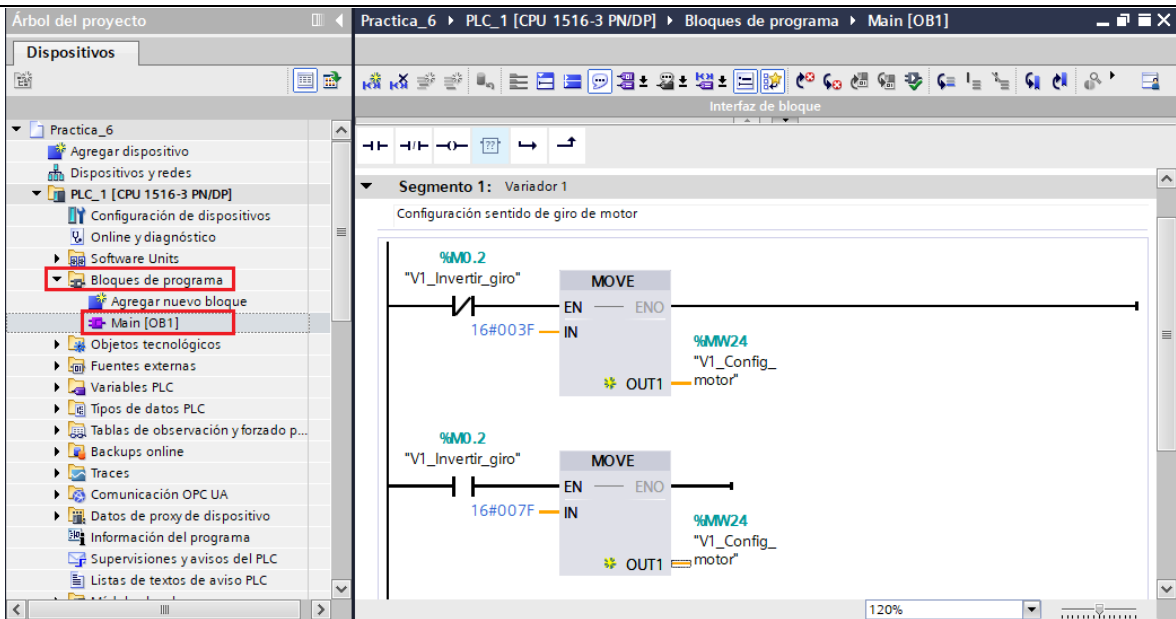 Árbol del proyecto
Dispositivos
Practica_6
Agregar dispositivo
Dispositivos y redes
PLC_1 [CPU 1516-3 PN/DP]
Configuración de dispositivos
Online y diagnóstico
Software Units
Bloques de programa
Agregar nuevo bloque
Main [OB1]
Objetos tecnológicos
Fuentes externas
Variables PLC
Tipos de datos PLC
Tablas de observación y forzado p...
Backups online
Traces
Comunicación OPC UA
Datos de proxy de dispositivo
Información del programa
Supervisiones y avisos del PLC
Listas de textos de aviso PLC
Practica_6 PLC_1 [CPU 1516-3 PN/DP] Bloques de programa Main [OB1]
Interfaz de bloque
??
Segmento 1: Variador 1
Configuración sentido de giro de motor
%M0.2
"V1_Invertir_giro"
MOVE
EN ENO
16#003F IN
%MW24
"V1_Config_
OUT1 motor"
%M0.2
"V1_Invertir_giro"
MOVE
EN ENO
16#007F IN
%MW24
"V1_Config_
OUT1 motor"
120%